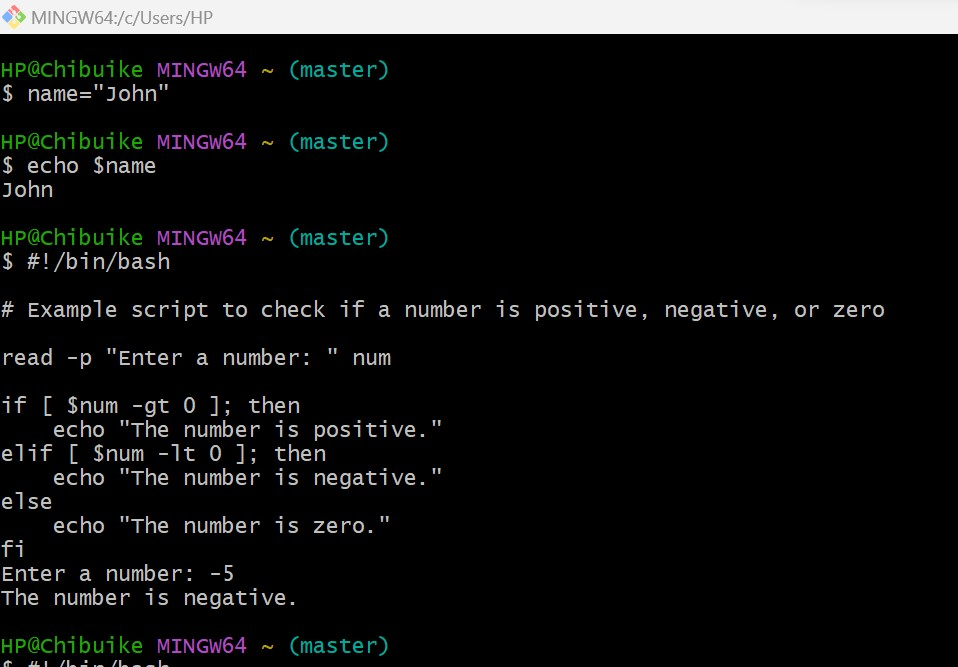 MINGW64:/c/Users/HP
HP@Chibuike MINGW64 ~ (master)
$ name="John"
HP@Chibuike MINGW64 ~ (master)
$ echo $name
John
HP@Chibuike MINGW64 ~ (master)
$ #!/bin/bash
# Example script to check if a number is positive, negative, or zero
read -p "Enter a number: " num
if [ $num -gt 0 ]; then
    echo "The number is positive."
elif [ $num -lt 0 ]; then
    echo "The number is negative."
else
    echo "The number is zero."
fi
Enter a number: -5
The number is negative.
HP@Chibuike MINGW64 ~ (master)
$ #!/bin/bash